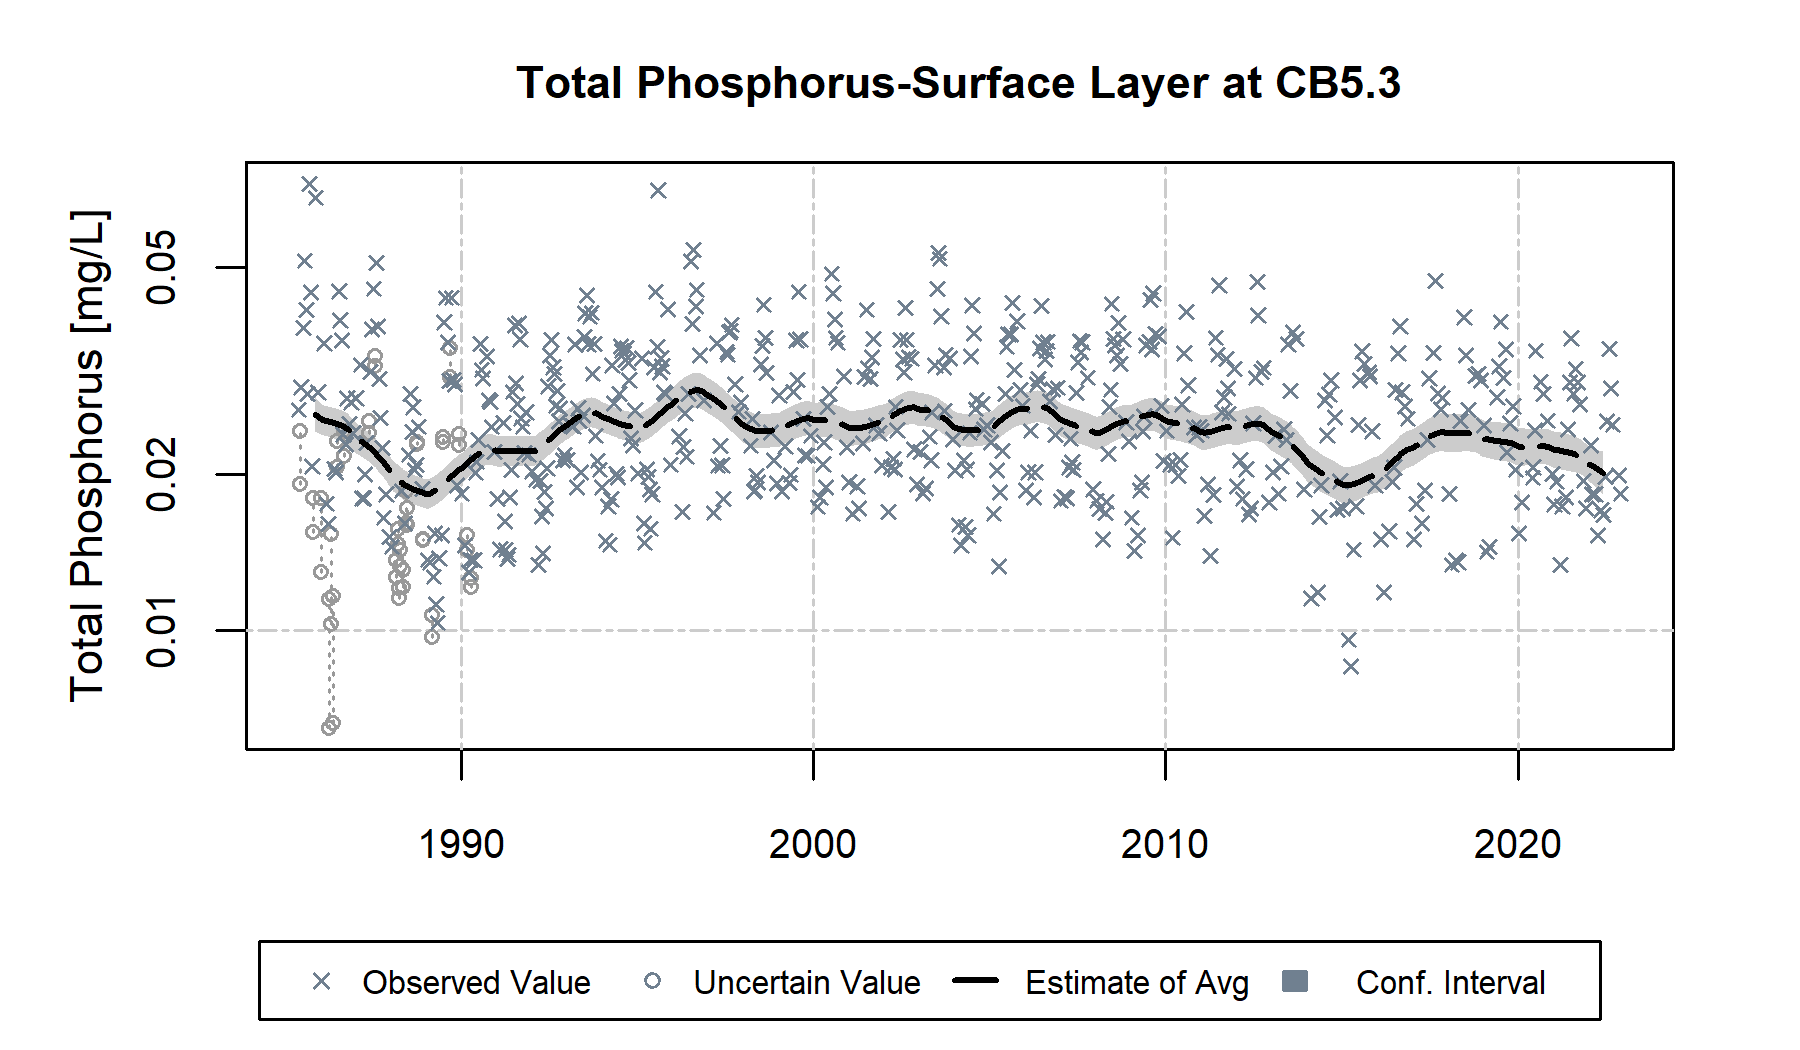 Total Phosphorus-Surface Layer at CB5.3
Total Phosphorus [mg/L]
0.05
0.02
0.01
1990 2000 2010 2020
Observed Value Uncertain Value Estimate of Avg Conf. Interval